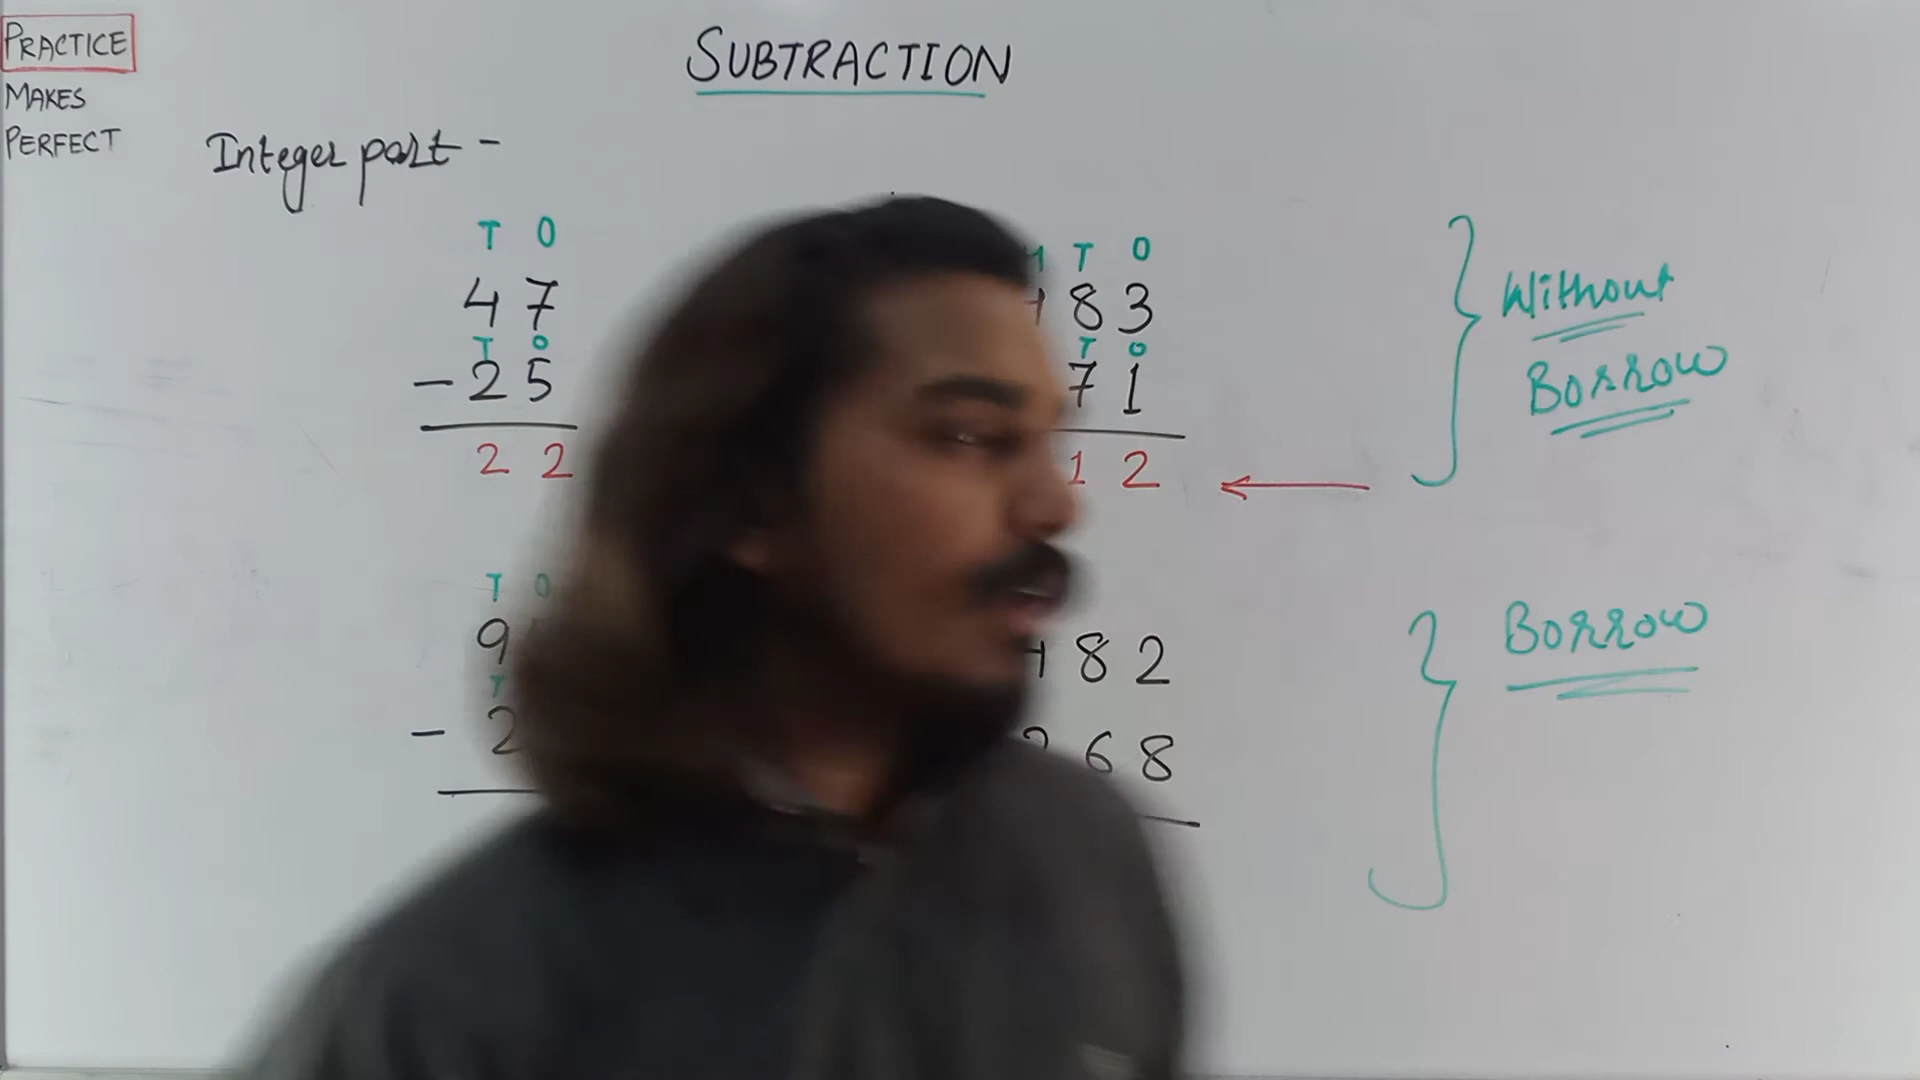 PRACTICE
MAKES
PERFECT
SUBTRACTION
Integer part -
T O
47
T O
- 25
22
T O
83
T O
71
12
Without
Borrow
T
9
T
- 2
82
68
Borrow